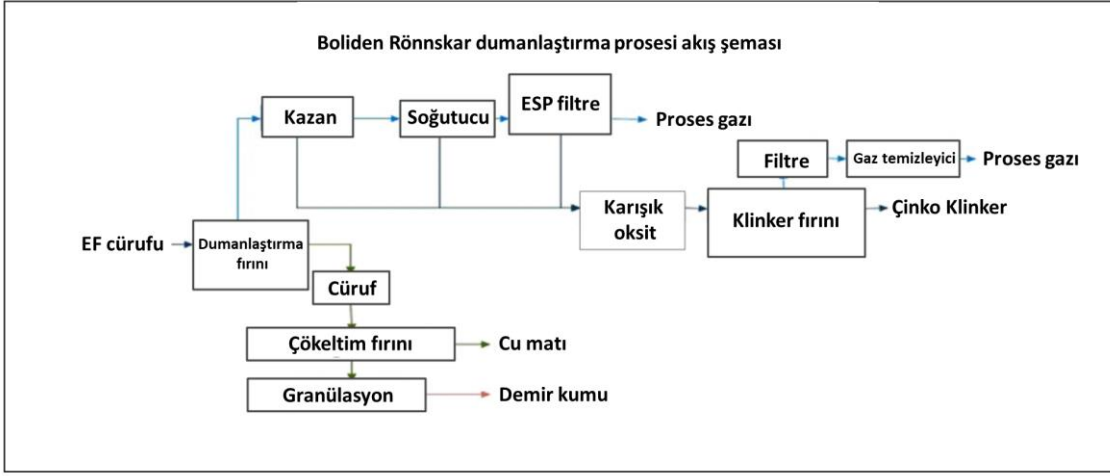 Boliden Rönnskar dumanlaştırma prosesi akış şeması
Kazan
Soğutucu
ESP filtre
Proses gazı
Filtre
Gaz temizleyici
Proses gazı
Karışık
oksit
Klinker fırını
Çinko Klinker
EF cürufu
Dumanlaştırma
fırını
Cüruf
Çökeltim fırını
Cu matı
Granülasyon
Demir kumu